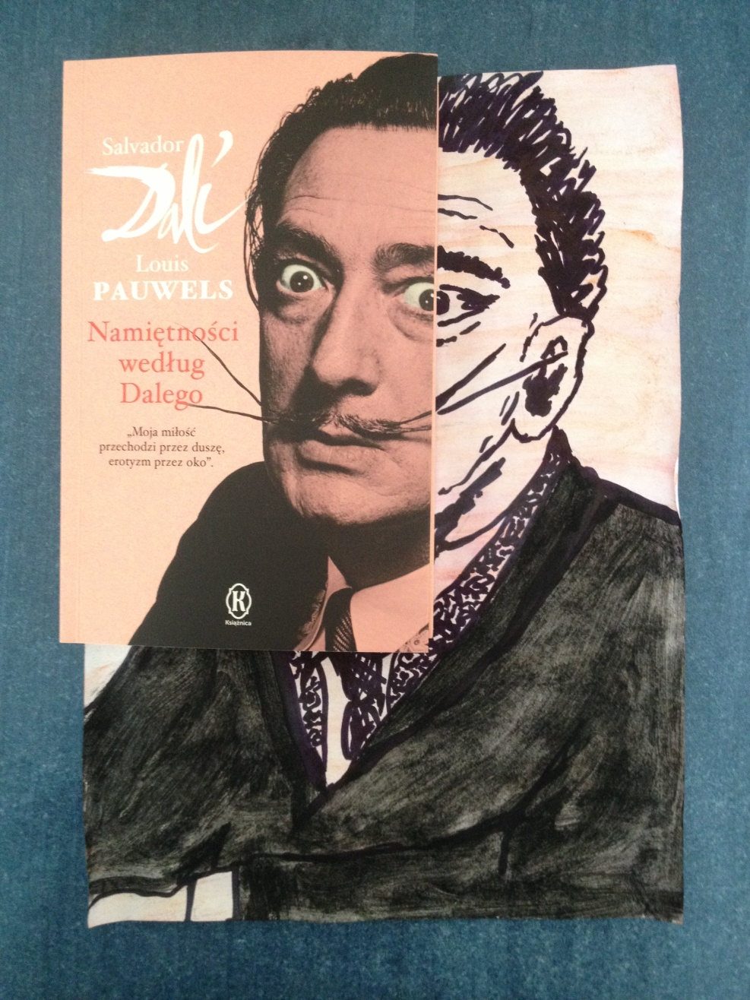 Salvador
Dalí
Louis
PAUWELS
Namiętności
według
Dalego
„Moja miłość
przechodzi przez duszę,
erotyzm przez oko”.
K
Książnica